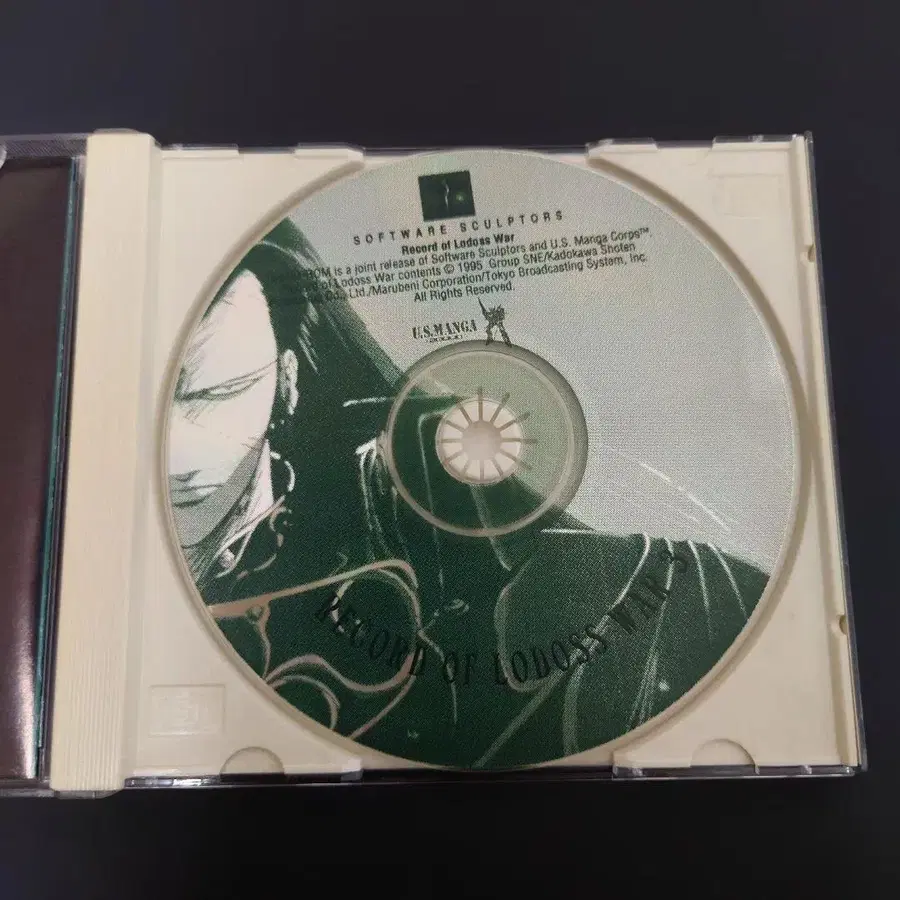 SOFTWARE SCULPTORS
Record of Lodoss War
ROM is a joint release of Software Sculptors and U.S. Manga Corps™.
of Lodoss War contents © 1995 Group SNE/Kadokawa Shoten
Co., Ltd./Marubeni Corporation/Tokyo Broadcasting System, Inc.
All Rights Reserved.
U.S.MANGA
CORPS
RECORD OF LODOSS WAR 3